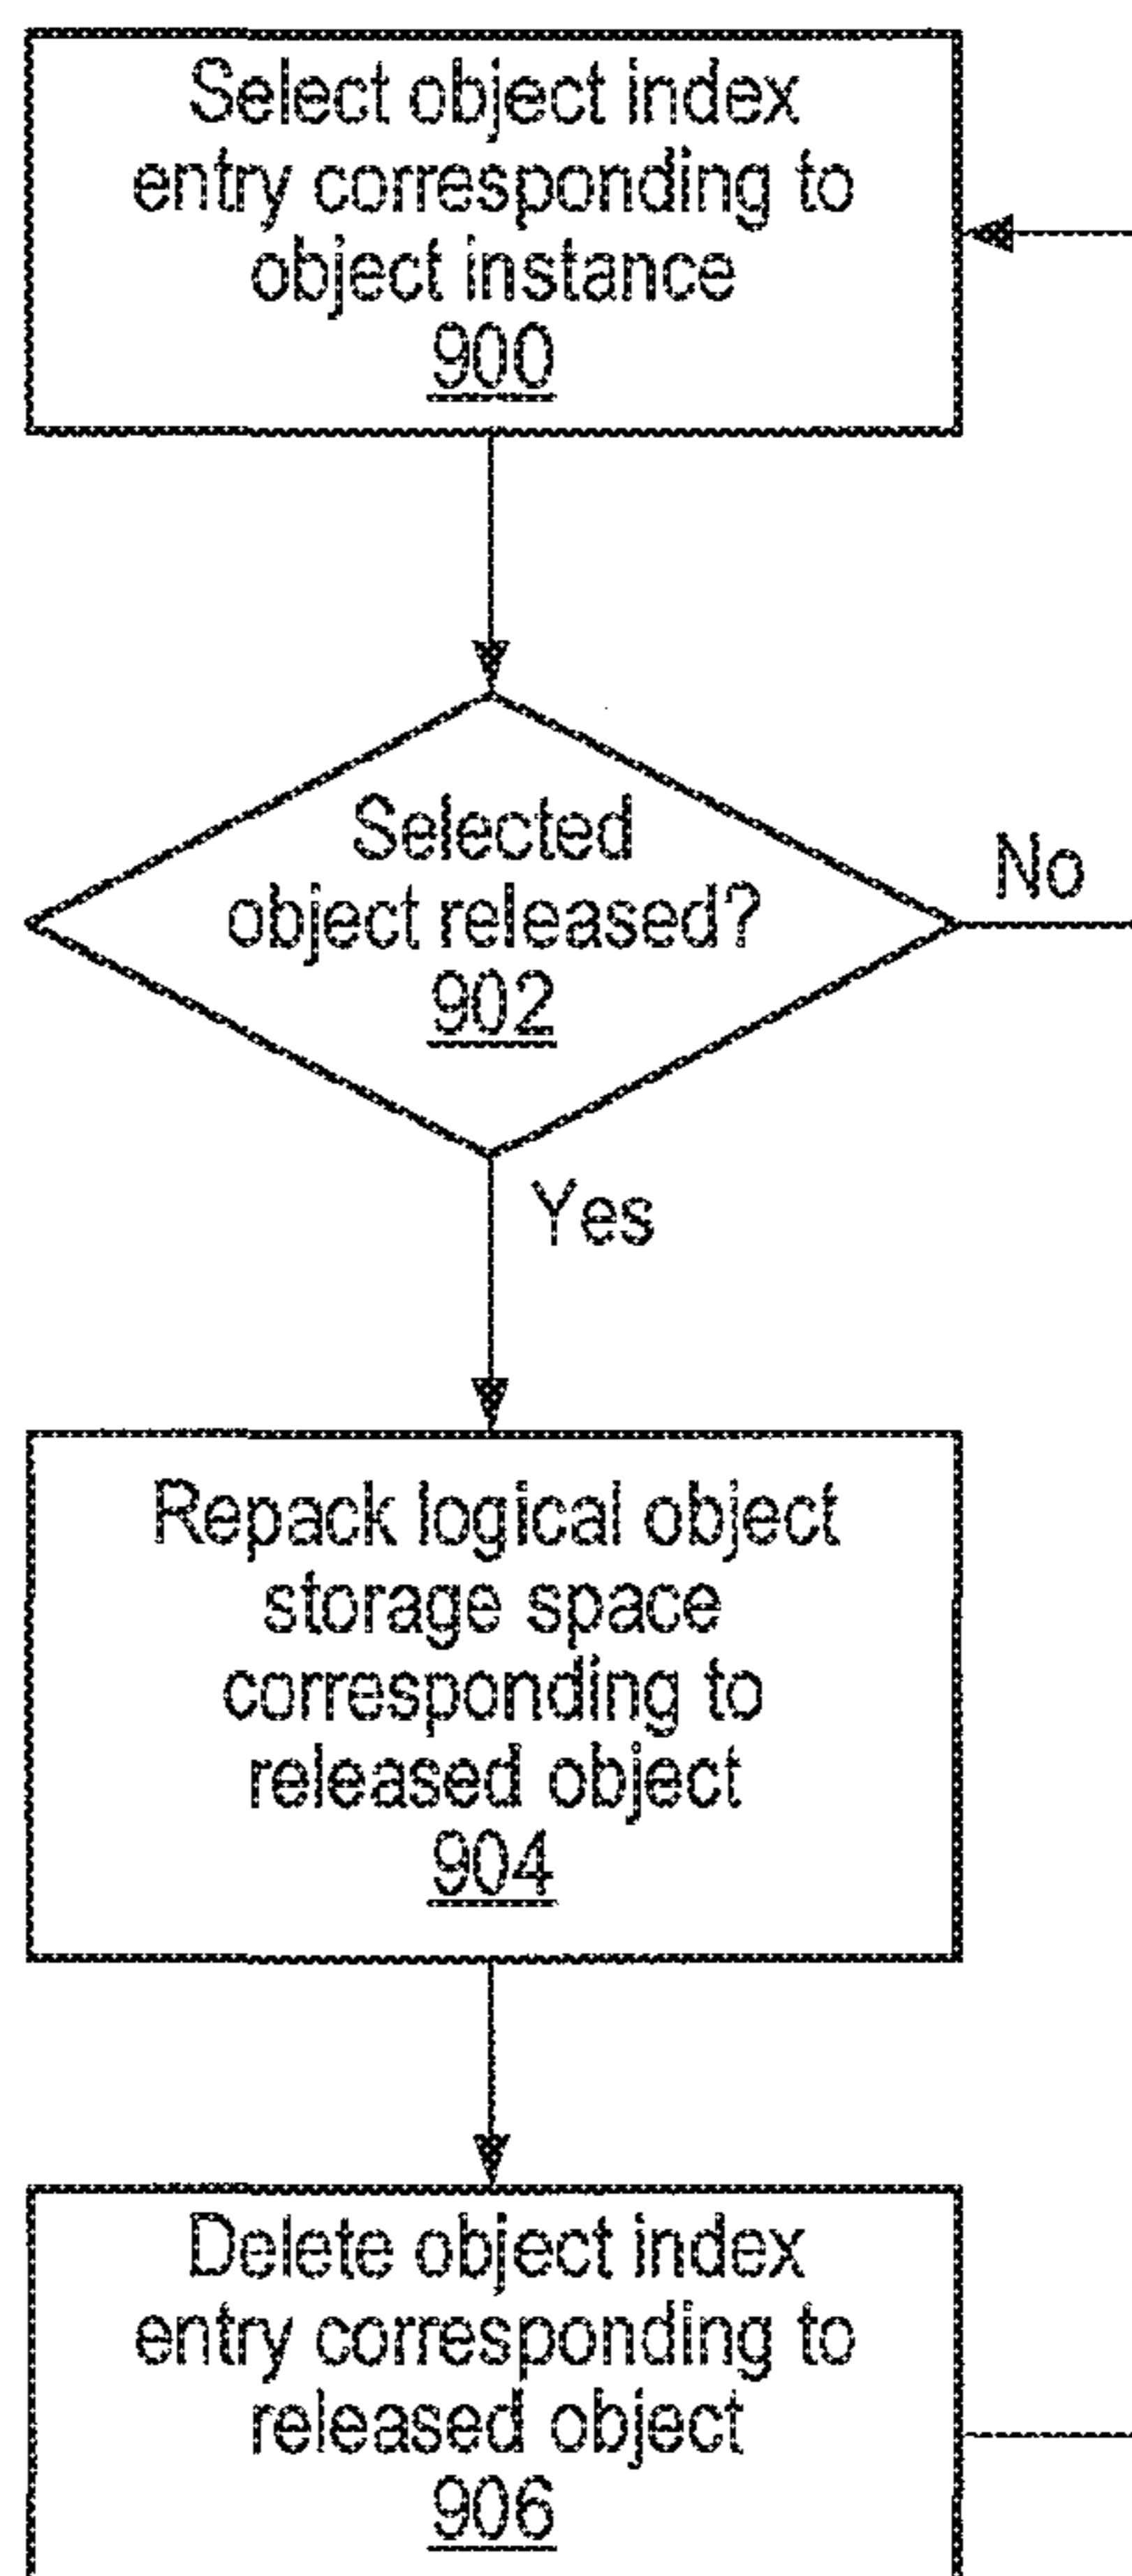 Select object index
entry corresponding to
object instance
900
Selected
object released?
902
No
Yes
Repack logical object
storage space
corresponding to
released object
904
Delete object index
entry corresponding to
released object
906